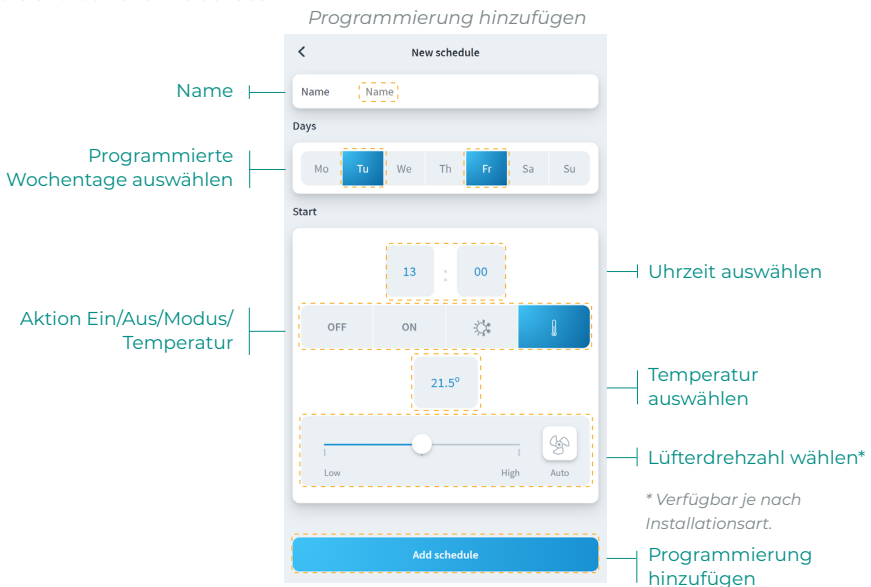 Programmierung hinzufügen
New schedule
Name
Name Name
Days
Programmierte
Wochentage auswählen
Mo Tu We Th Fr Sa Su
Start
13 : 00
Uhrzeit auswählen
Aktion Ein/Aus/Modus/
Temperatur
OFF ON
21.5º
Temperatur
auswählen
Low High Auto
Lüfterdrehzahl wählen*
* Verfügbar je nach
Installationsart.
Add schedule
Programmierung
hinzufügen